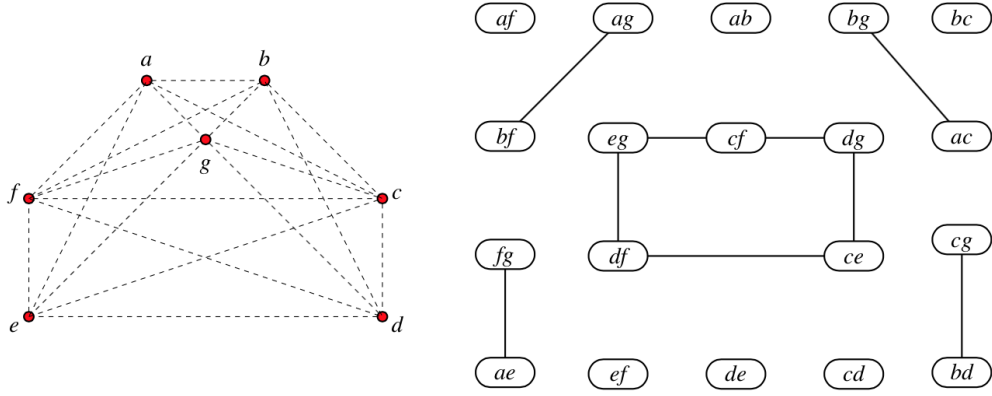 a b
g
f c
e d
af ag ab bg bc
bf eg cf dg ac
fg df ce cg
ae ef de cd bd